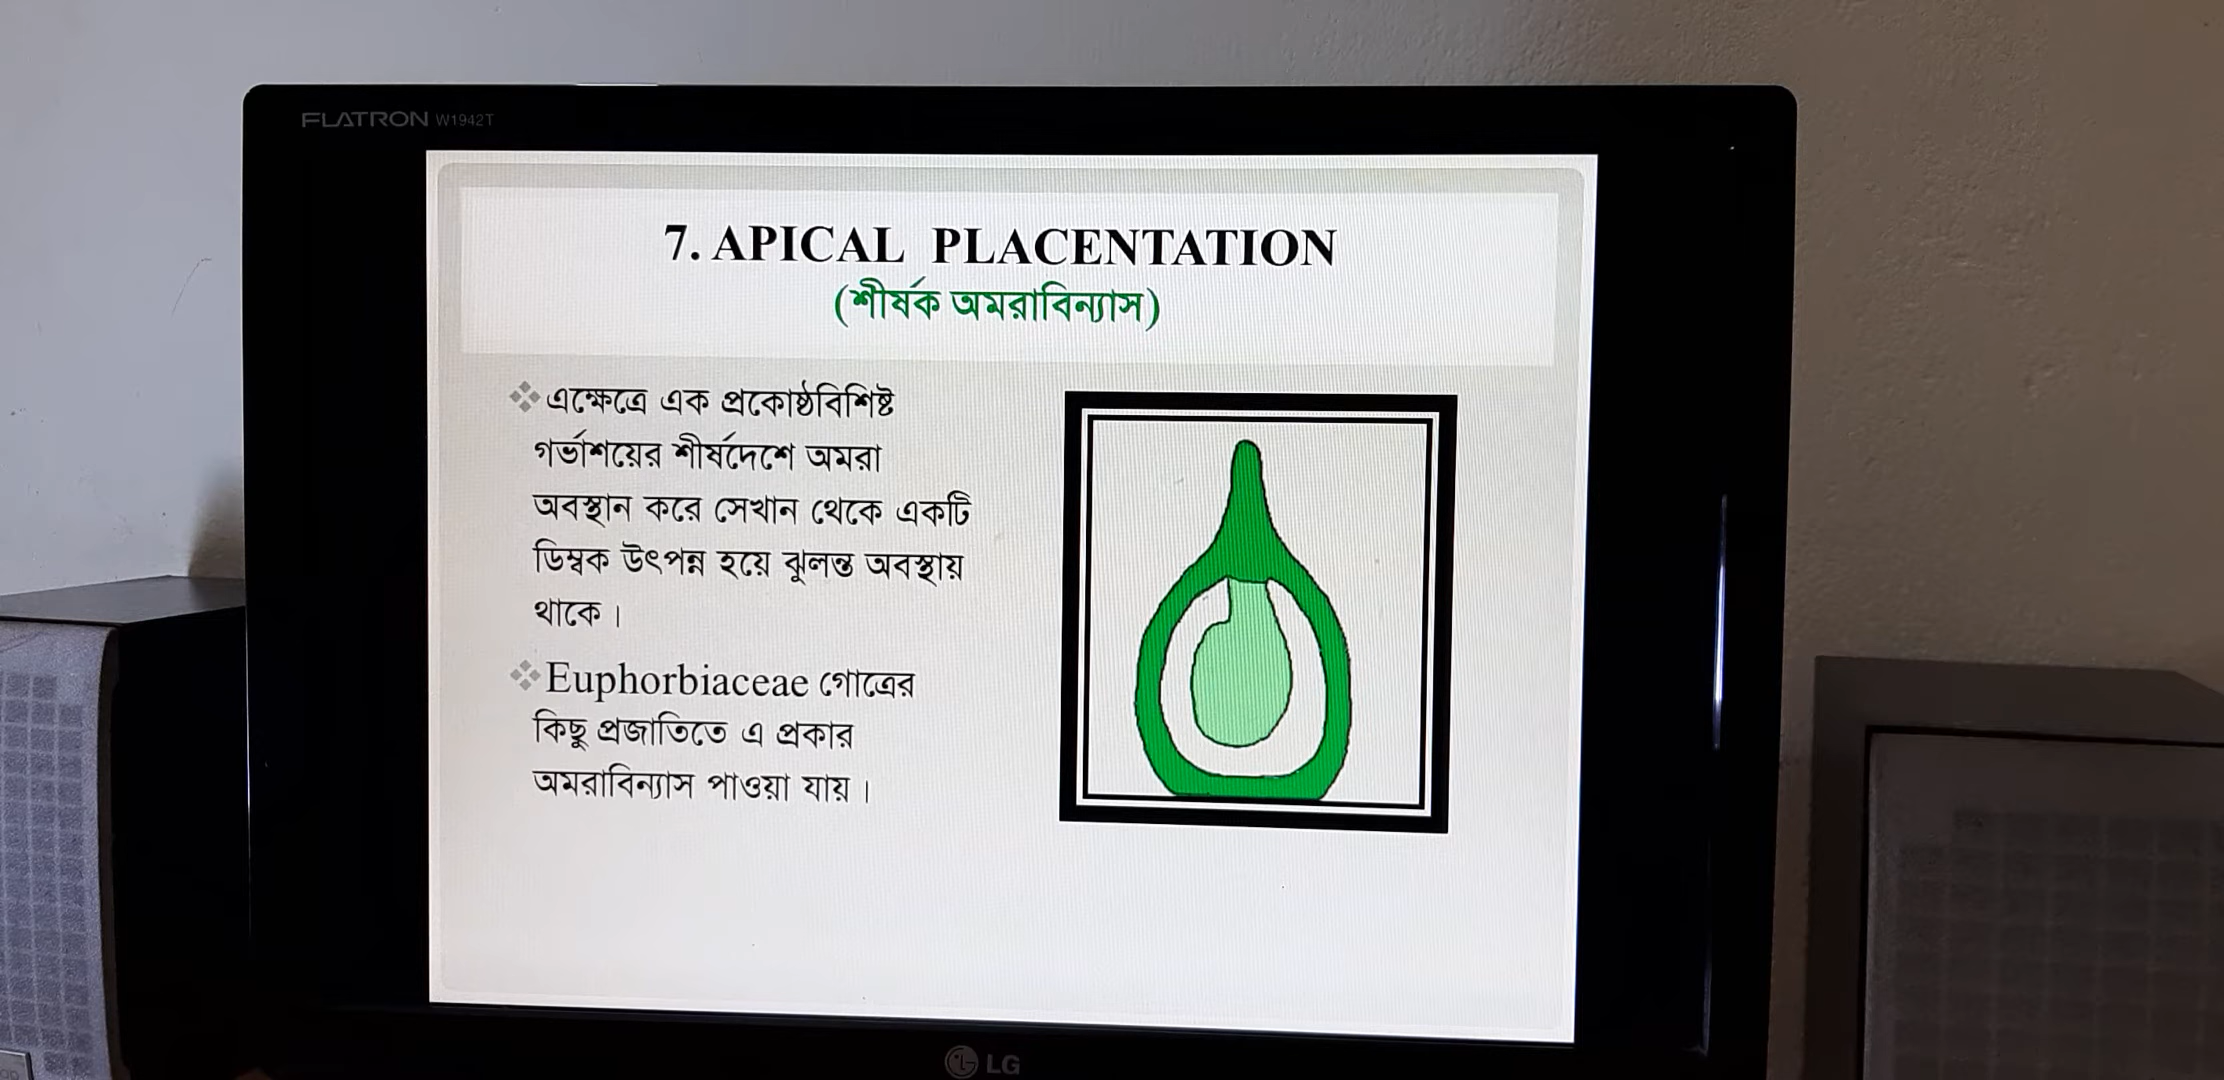 FLATRON W1942T
7. APICAL PLACENTATION
(শীর্ষক অমরাবিন্যাস)
এক্ষেত্রে এক প্রকোষ্ঠবিশিষ্ট
গর্ভাশয়ের শীর্ষদেশে অমরা
অবস্থান করে সেখান থেকে একটি
ডিম্বক উৎপন্ন হয়ে ঝুলন্ত অবস্থায়
থাকে।
Euphorbiaceae গোত্রের
কিছু প্রজাতিতে এ প্রকার
অমরাবিন্যাস পাওয়া যায়।
LG